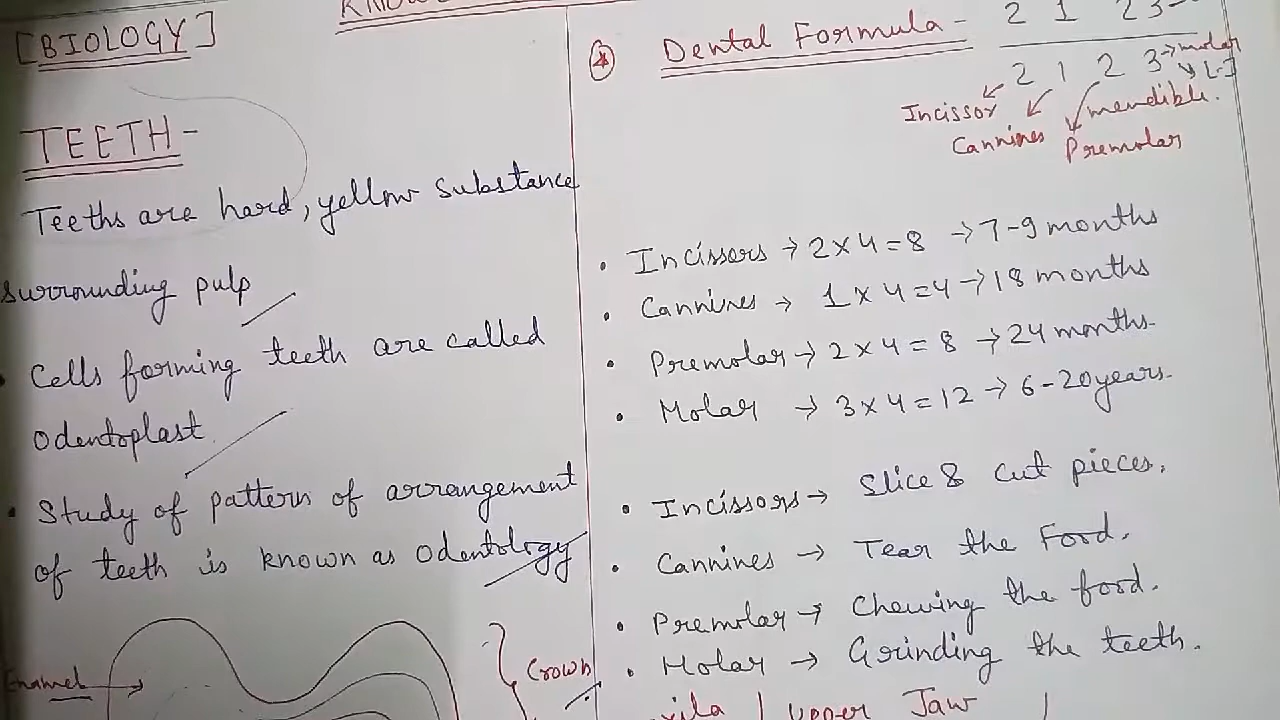 [BIOLOGY]
TEETH-
Teeths are hard, yellow substance
surrounding pulp
Cells forming teeth are called
Odentoplast.
• Study of pattern of arrangement
of teeth is known as Odentology
Enamel
Crown
Dental Formula - 2 1 2 3
2 1 2 3 → molar
Incissor
mendible.
Cannines
Premolar
• Incissors → 2 x 4 = 8 → 7-9 months
• Cannines → 1 x 4 = 4 → 18 months
• Premolar → 2 x 4 = 8 → 24 months.
• Molar → 3 x 4 = 12 → 6-20 years.
• Incissors → Slice & Cut pieces.
• Cannines → Tear the Food.
• Premolar → Chewing the food.
• Molar → Grinding the teeth.
upper Jaw